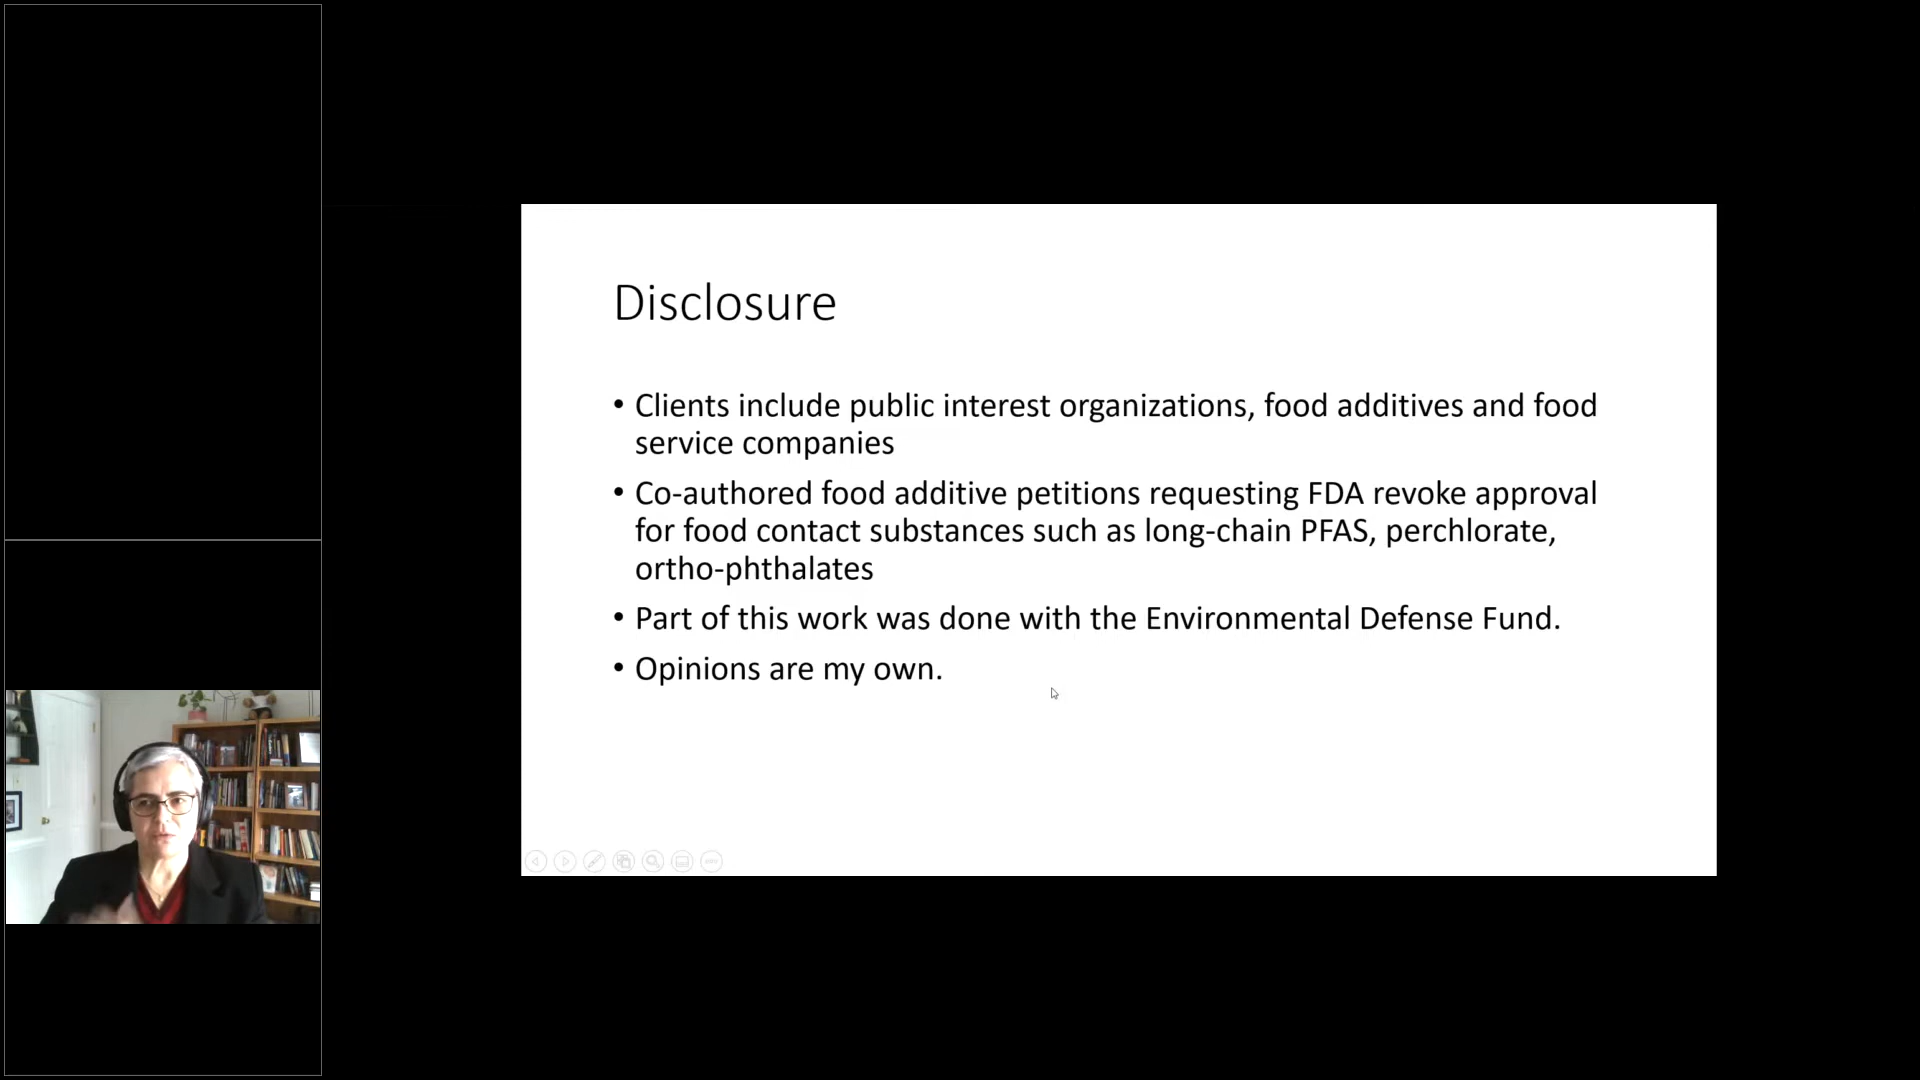 Disclosure
• Clients include public interest organizations, food additives and food
service companies
• Co-authored food additive petitions requesting FDA revoke approval
for food contact substances such as long-chain PFAS, perchlorate,
ortho-phthalates
• Part of this work was done with the Environmental Defense Fund.
• Opinions are my own.